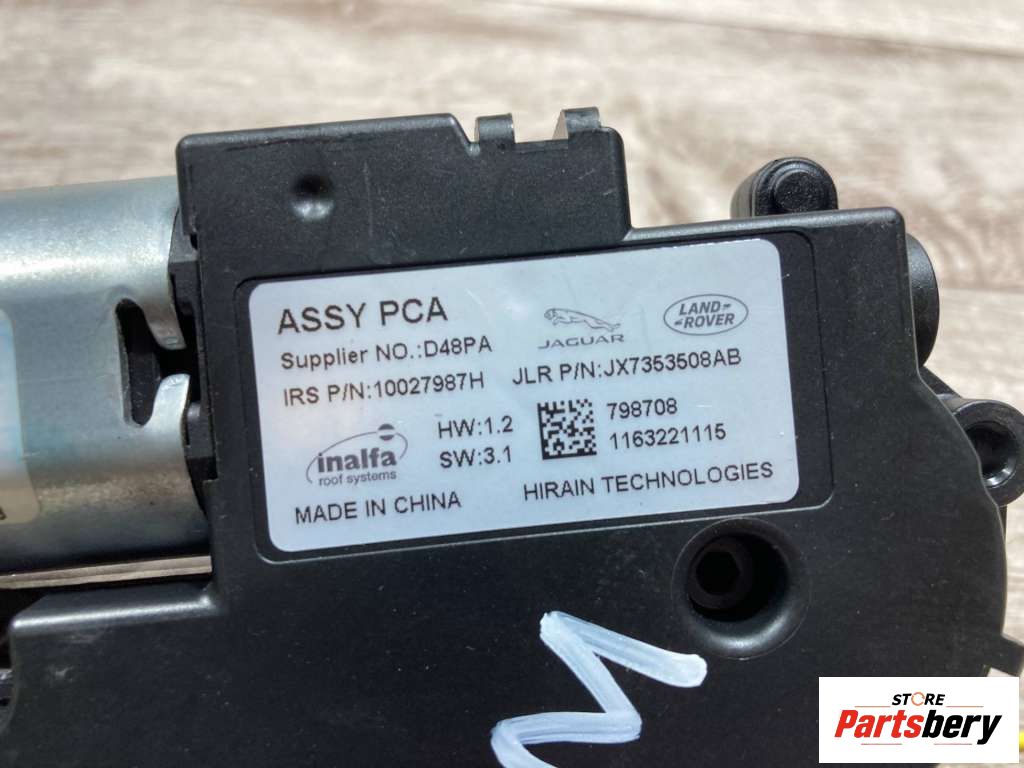 ASSY PCA
JAGUAR
LAND-
-ROVER
Supplier NO.:D48PA
IRS P/N:10027987H
JLR P/N:JX7353508AB
inalfa
roof systems
HW:1.2
SW:3.1
798708
1163221115
MADE IN CHINA
HIRAIN TECHNOLOGIES
STORE
Partsbery